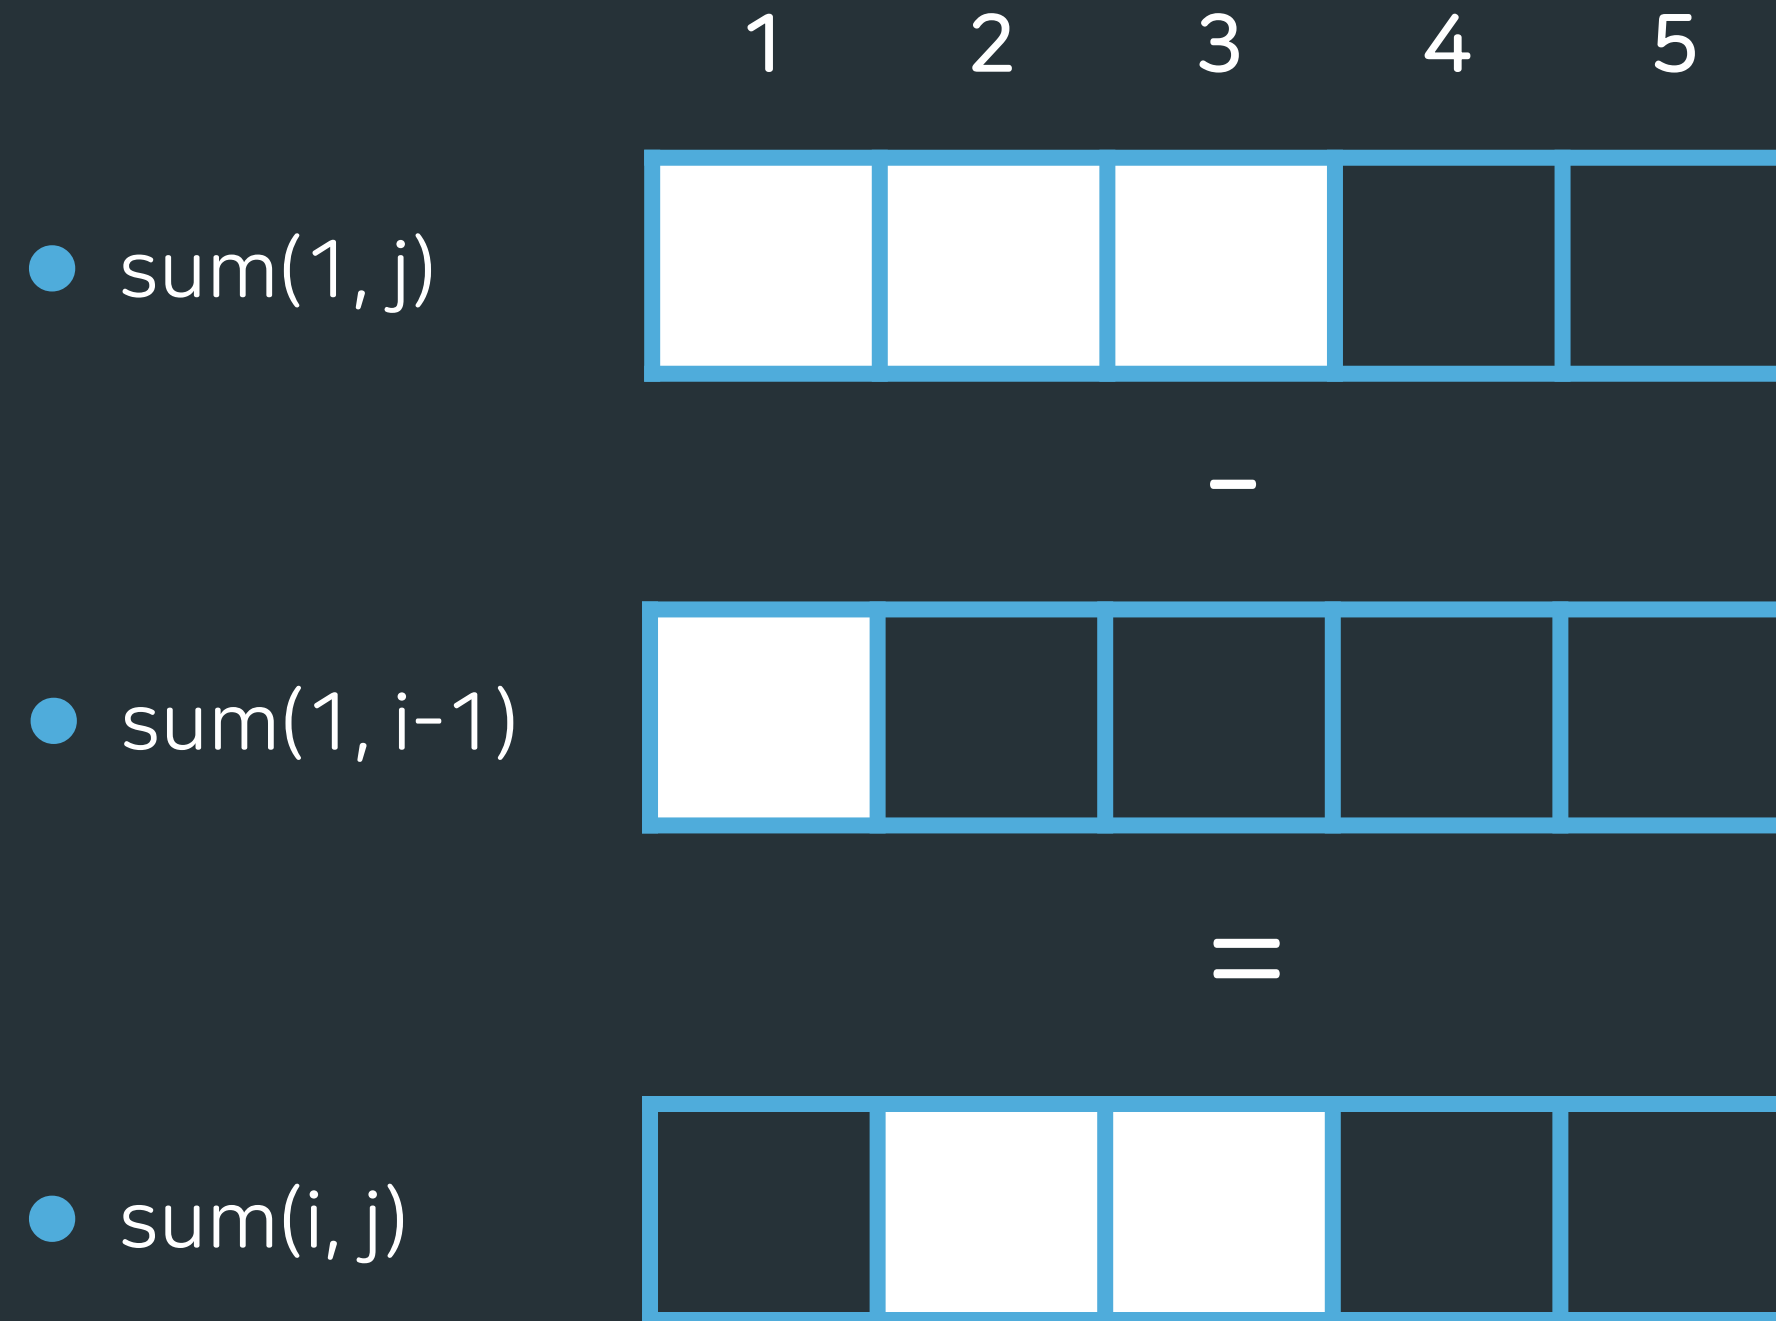 1 2 3 4 5
sum(1, j)
-
sum(1, i-1)
=
sum(i, j)